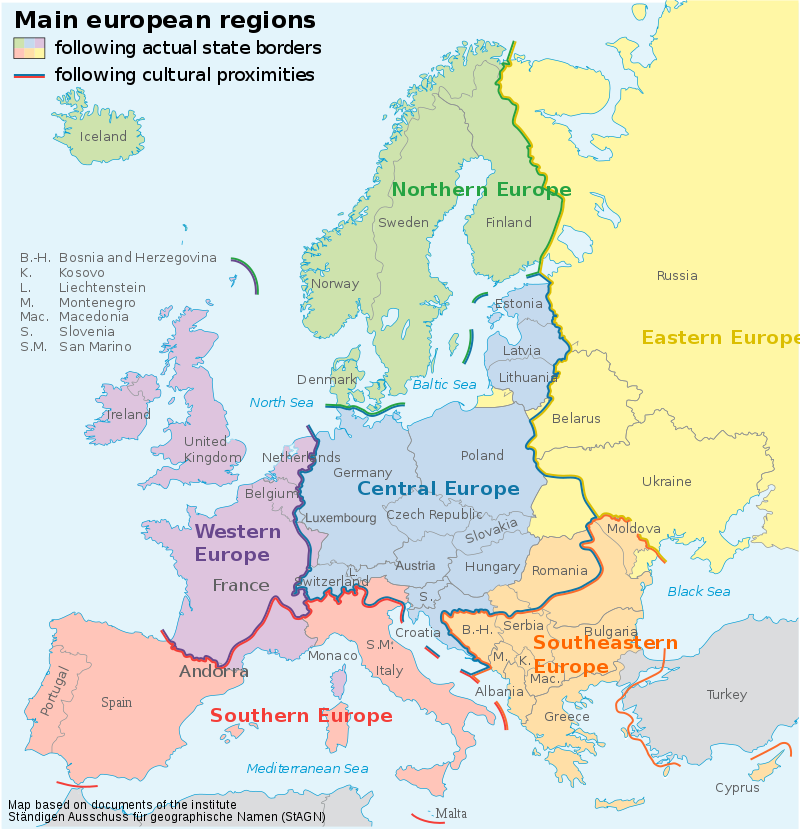 Main european regions
following actual state borders
following cultural proximities
Iceland
Northern Europe
Sweden
Finland
B.-H. Bosnia and Herzegovina
K. Kosovo
L. Liechtenstein
M. Montenegro
Mac. Macedonia
S. Slovenia
S.M. San Marino
Norway
Russia
Estonia
Eastern Europe
Latvia
Lithuania
Denmark
Baltic Sea
North Sea
Ireland
Belarus
United
Kingdom
Netherlands
Poland
Germany
Ukraine
Belgium
Central Europe
Luxembourg
Czech Republic
Slovakia
Moldova
Western
Europe
Austria
Hungary
Romania
L.
Switzerland
France
S.
Black Sea
Croatia
B.-H.
Serbia
Bulgaria
Southeastern
Europe
S.M.
Monaco
Italy
M.
K.
Mac.
Andorra
Portugal
Spain
Albania
Turkey
Southern Europe
Greece
Mediterranean Sea
Cyprus
Malta
Map based on documents of the institute
Ständigen Ausschuss für geographische Namen (StAGN)